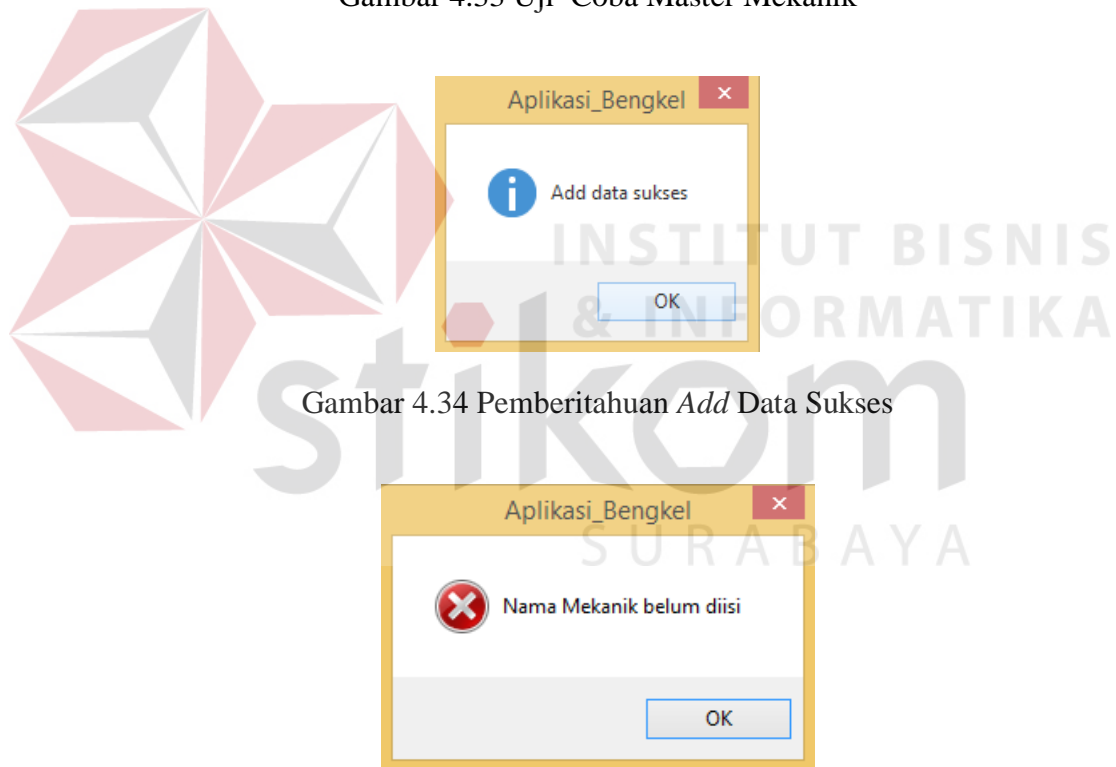 Gambar 4.33 Uji Coba Master Mekanik
Aplikasi_Bengkel
Add data sukses
OK
INSTITUT BISNIS
& INFORMATIKA
Gambar 4.34 Pemberitahuan Add Data Sukses
stikom
SURABAYA
Aplikasi_Bengkel
Nama Mekanik belum diisi
OK